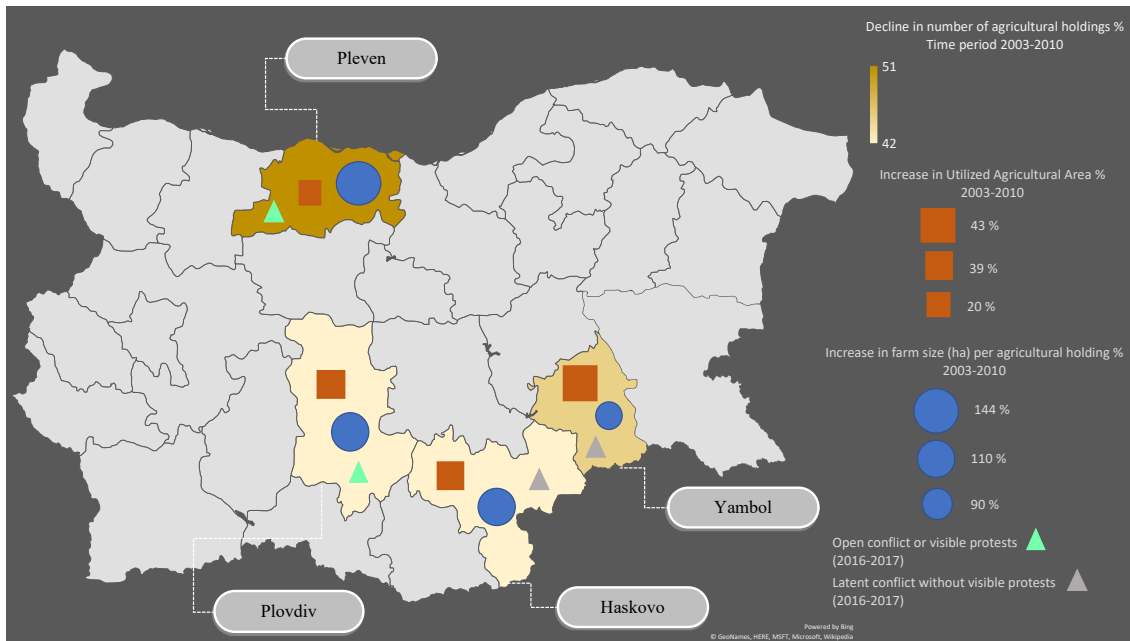 Pleven
Decline in number of agricultural holdings %
Time period 2003-2010
51
42
Increase in Utilized Agricultural Area %
2003-2010
43 %
39 %
20 %
Increase in farm size (ha) per agricultural holding %
2003-2010
144 %
110 %
90 %
Yambol
Open conflict or visible protests
(2016-2017)
Latent conflict without visible protests
(2016-2017)
Plovdiv
Haskovo
Powered by Bing
© GeoNames, HERE, MSFT, Microsoft, Wikipedia